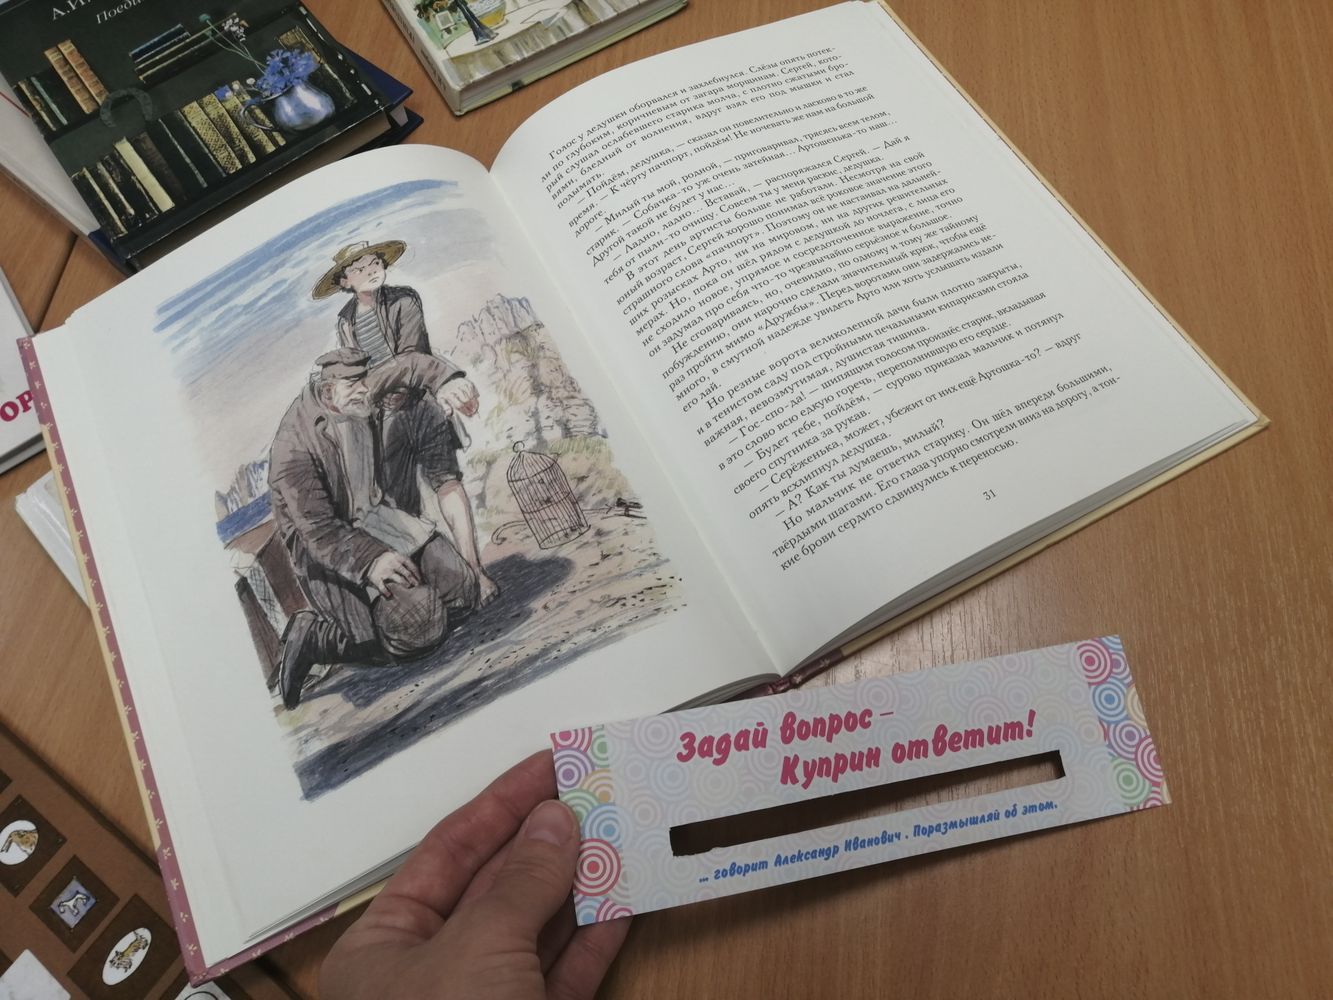 А.И.
Поеди
ОР
Голос у дедушки оборвался и захлебнулся. Слёзы опять потек-
ли по глубоким, коричневым от загара морщинам. Сергей, кото-
рый слушал ослабевшего старика молча, с плотно сжатыми бро-
вями, бледный от волнения, вдруг взял его под мышки и стал
подымать.
— Пойдём, дедушка, — сказал он повелительно и ласково в то же
время. — К чёрту пачпорт, пойдём! Не ночевать же нам на большой
дороге.
— Милый ты мой, родной, — приговаривал, трясясь всем телом,
старик. — Собачка-то уж очень затейная... Артошенька-то наш...
Другой такой не будет у нас...
— Ладно, ладно... Вставай, — распоряжался Сергей. — Дай я
тебя от пыли-то очищу. Совсем ты у меня раскис, дедушка.
В этот день артисты больше не работали. Несмотря на свой
юный возраст, Сергей хорошо понимал всё роковое значение этого
страшного слова «пачпорт». Поэтому он не настаивал на дальней-
ших розысках Арто, ни на мировом, ни на других решительных
мерах. Но, пока он шёл рядом с дедушкой до ночлега, с лица его
не сходило новое, упрямое и сосредоточенное выражение, точно
он задумал про себя что-то чрезвычайно серьёзное и большое.
Не сговариваясь, но, очевидно, по одному и тому же тайному
побуждению, они нарочно сделали значительный крюк, чтобы ещё
раз пройти мимо «Дружбы». Перед воротами они задержались не-
много, в смутной надежде увидеть Арто или хоть услышать издали
его лай.
Но резные ворота великолепной дачи были плотно закрыты,
и в тенистом саду под стройными печальными кипарисами стояла
важная, невозмутимая, душистая тишина.
— Гос-спо-да! — шипящим голосом произнёс старик, вкладывая
в это слово всю едкую горечь, переполнившую его сердце.
— Будет тебе, пойдём, — сурово приказал мальчик и потянул
своего спутника за рукав.
— Серёженька, может, убежит от них ещё Артошка-то? — вдруг
опять всхлипнул дедушка.
— А? Как ты думаешь, милый?
Но мальчик не ответил старику. Он шёл впереди большими,
твёрдыми шагами. Его глаза упорно смотрели вниз на дорогу, а тон-
кие брови сердито сдвинулись к переносью.
31
Задай вопрос –
Куприн ответит!
... говорит Александр Иванович . Поразмышляй об этом.